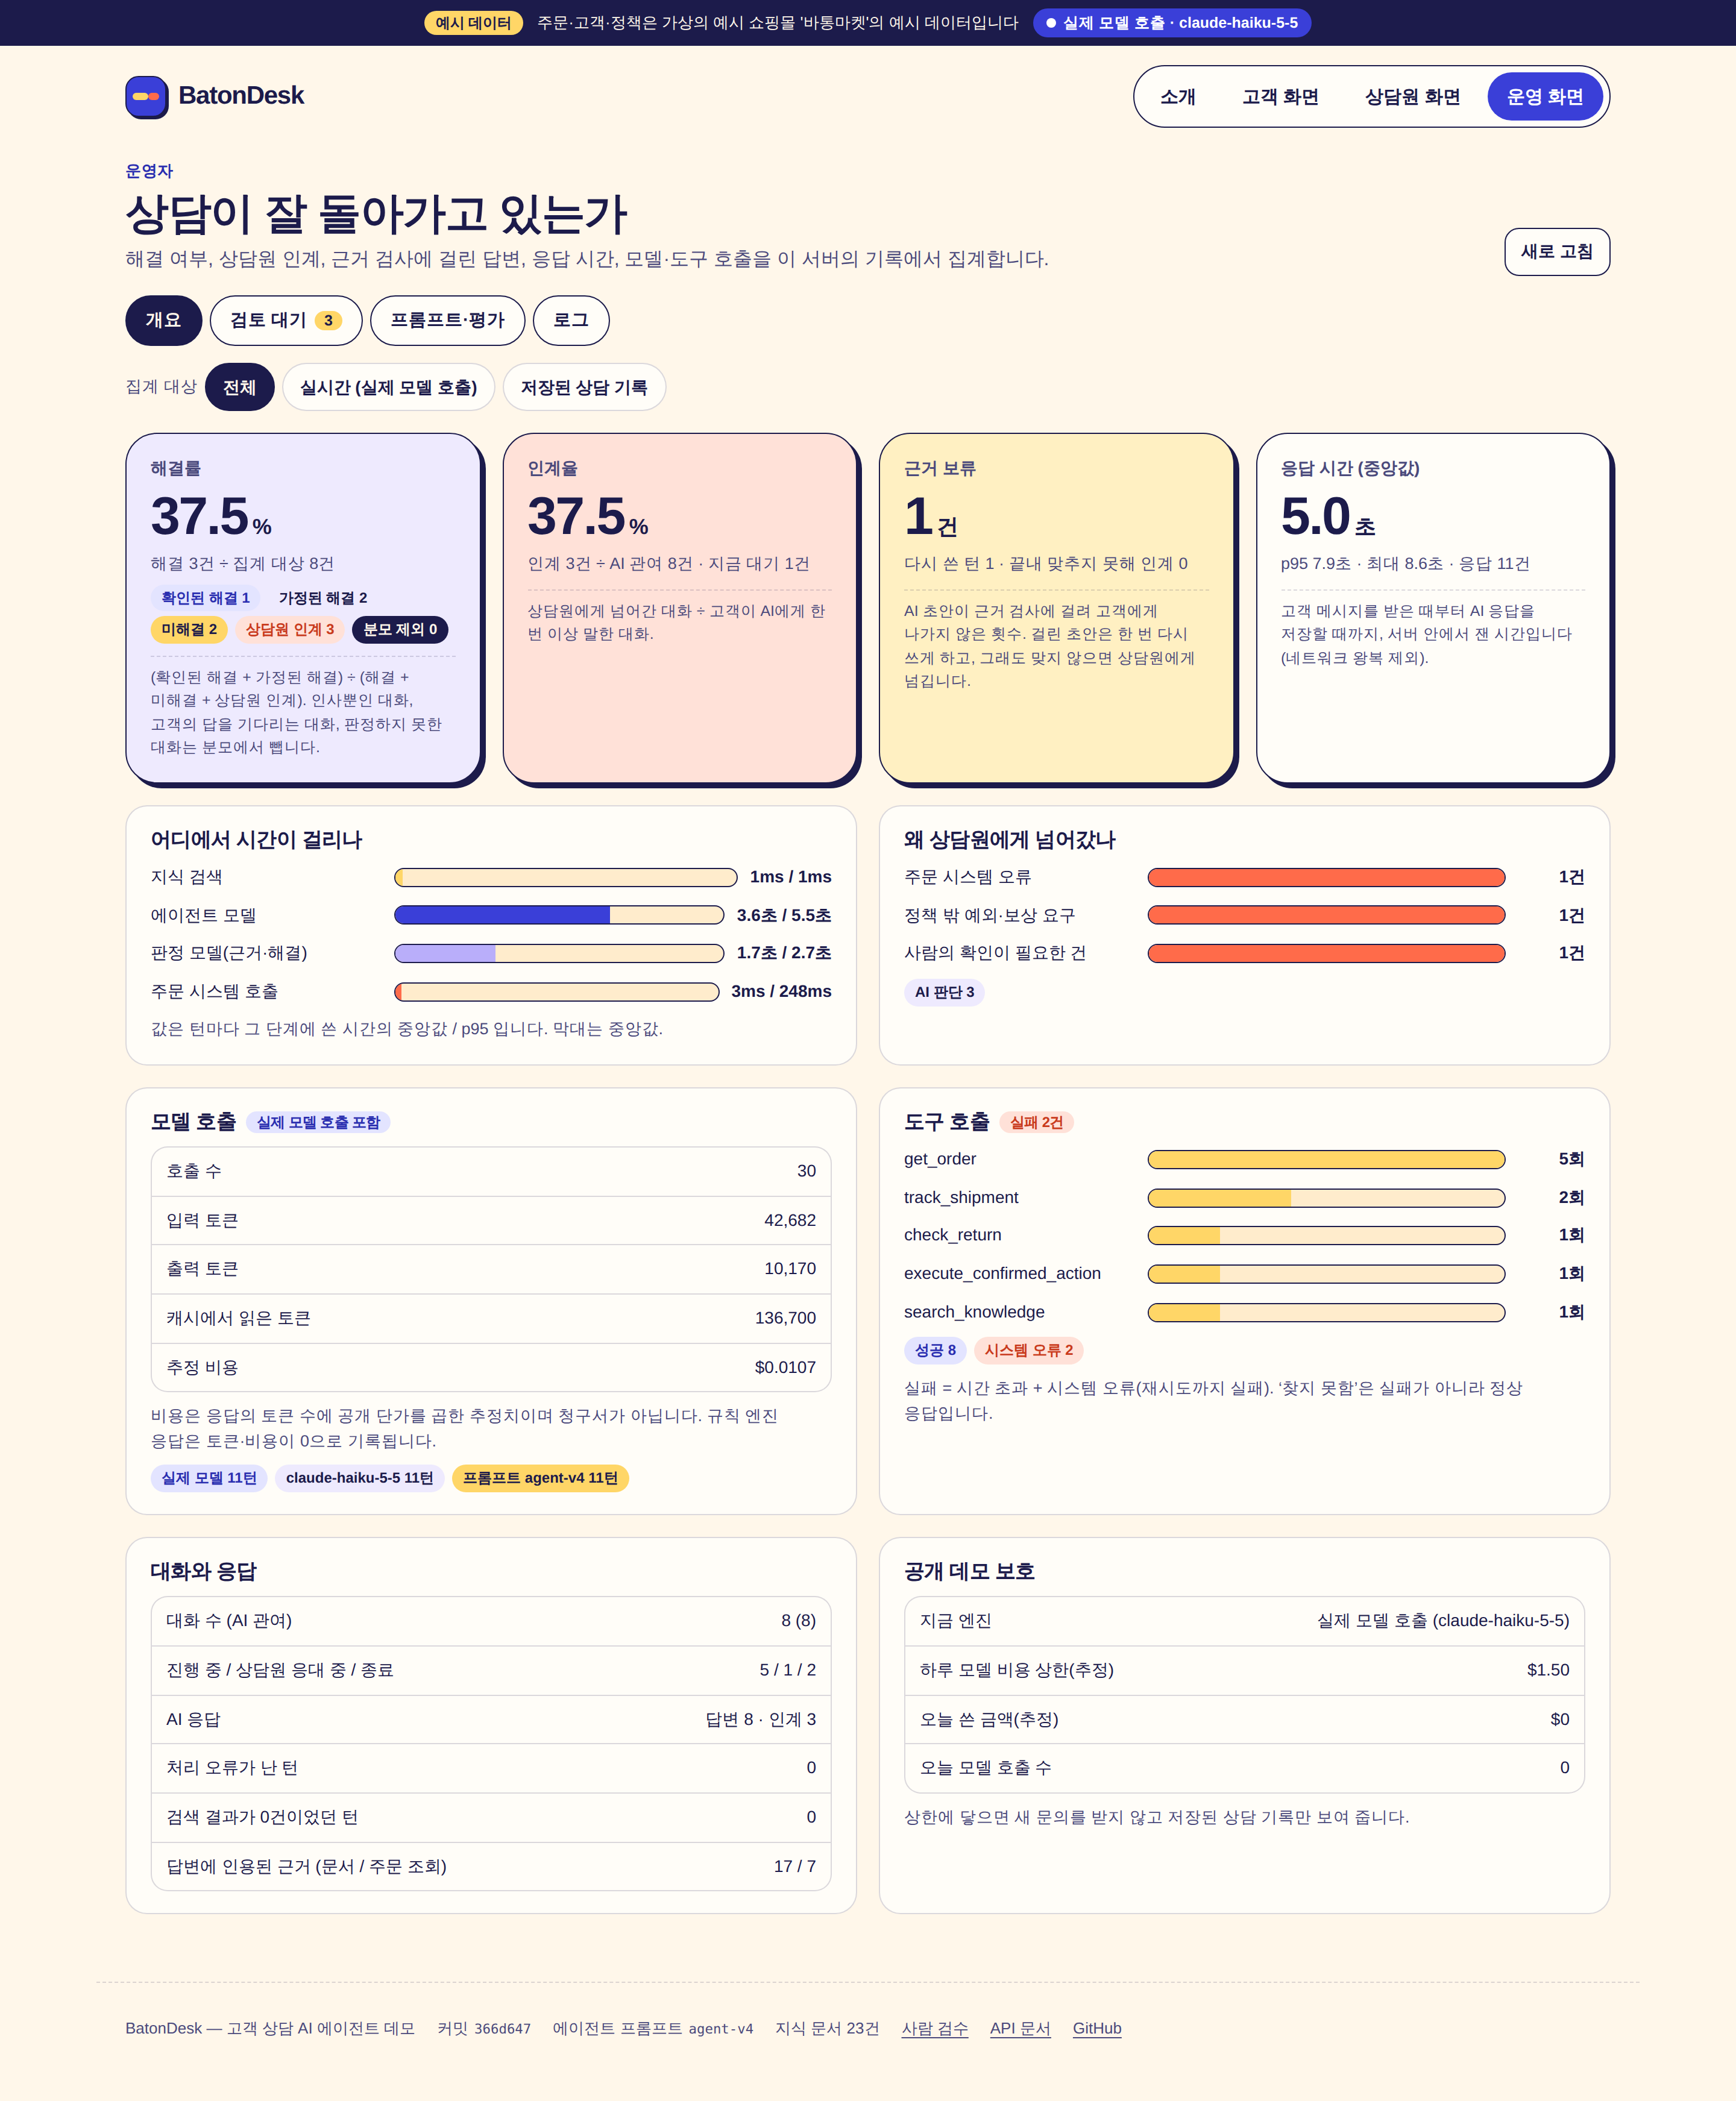 예시 데이터 주문·고객·정책은 가상의 예시 쇼핑몰 '바통마켓'의 예시 데이터입니다 실제 모델 호출 · claude-haiku-5-5
BatonDesk
소개 고객 화면 상담원 화면 운영 화면
운영자
상담이 잘 돌아가고 있는가
해결 여부, 상담원 인계, 근거 검사에 걸린 답변, 응답 시간, 모델·도구 호출을 이 서버의 기록에서 집계합니다.
새로 고침
개요 검토 대기 3 프롬프트·평가 로그
집계 대상 전체 실시간 (실제 모델 호출) 저장된 상담 기록
해결률
37.5 %
해결 3건 ÷ 집계 대상 8건
확인된 해결 1 가정된 해결 2
미해결 2 상담원 인계 3 분모 제외 0
(확인된 해결 + 가정된 해결) ÷ (해결 +
미해결 + 상담원 인계). 인사뿐인 대화,
고객의 답을 기다리는 대화, 판정하지 못한
대화는 분모에서 뺍니다.
인계율
37.5 %
인계 3건 ÷ AI 관여 8건 · 지금 대기 1건
상담원에게 넘어간 대화 ÷ 고객이 AI에게 한
번 이상 말한 대화.
근거 보류
1 건
다시 쓴 턴 1 · 끝내 맞추지 못해 인계 0
AI 초안이 근거 검사에 걸려 고객에게
나가지 않은 횟수. 걸린 초안은 한 번 다시
쓰게 하고, 그래도 맞지 않으면 상담원에게
넘깁니다.
응답 시간 (중앙값)
5.0 초
p95 7.9초 · 최대 8.6초 · 응답 11건
고객 메시지를 받은 때부터 AI 응답을
저장할 때까지, 서버 안에서 잰 시간입니다
(네트워크 왕복 제외).
어디에서 시간이 걸리나
지식 검색 1ms / 1ms
에이전트 모델 3.6초 / 5.5초
판정 모델(근거·해결) 1.7초 / 2.7초
주문 시스템 호출 3ms / 248ms
값은 턴마다 그 단계에 쓴 시간의 중앙값 / p95 입니다. 막대는 중앙값.
왜 상담원에게 넘어갔나
주문 시스템 오류 1건
정책 밖 예외·보상 요구 1건
사람의 확인이 필요한 건 1건
AI 판단 3
모델 호출 실제 모델 호출 포함
호출 수 30
입력 토큰 42,682
출력 토큰 10,170
캐시에서 읽은 토큰 136,700
추정 비용 $0.0107
비용은 응답의 토큰 수에 공개 단가를 곱한 추정치이며 청구서가 아닙니다. 규칙 엔진
응답은 토큰·비용이 0으로 기록됩니다.
실제 모델 11턴 claude-haiku-5-5 11턴 프롬프트 agent-v4 11턴
도구 호출 실패 2건
get_order 5회
track_shipment 2회
check_return 1회
execute_confirmed_action 1회
search_knowledge 1회
성공 8 시스템 오류 2
실패 = 시간 초과 + 시스템 오류(재시도까지 실패). ‘찾지 못함’은 실패가 아니라 정상
응답입니다.
대화와 응답
대화 수 (AI 관여) 8 (8)
진행 중 / 상담원 응대 중 / 종료 5 / 1 / 2
AI 응답 답변 8 · 인계 3
처리 오류가 난 턴 0
검색 결과가 0건이었던 턴 0
답변에 인용된 근거 (문서 / 주문 조회) 17 / 7
공개 데모 보호
지금 엔진 실제 모델 호출 (claude-haiku-5-5)
하루 모델 비용 상한(추정) $1.50
오늘 쓴 금액(추정) $0
오늘 모델 호출 수 0
상한에 닿으면 새 문의를 받지 않고 저장된 상담 기록만 보여 줍니다.
BatonDesk — 고객 상담 AI 에이전트 데모 커밋 366d647 에이전트 프롬프트 agent-v4 지식 문서 23건 사람 검수 API 문서 GitHub